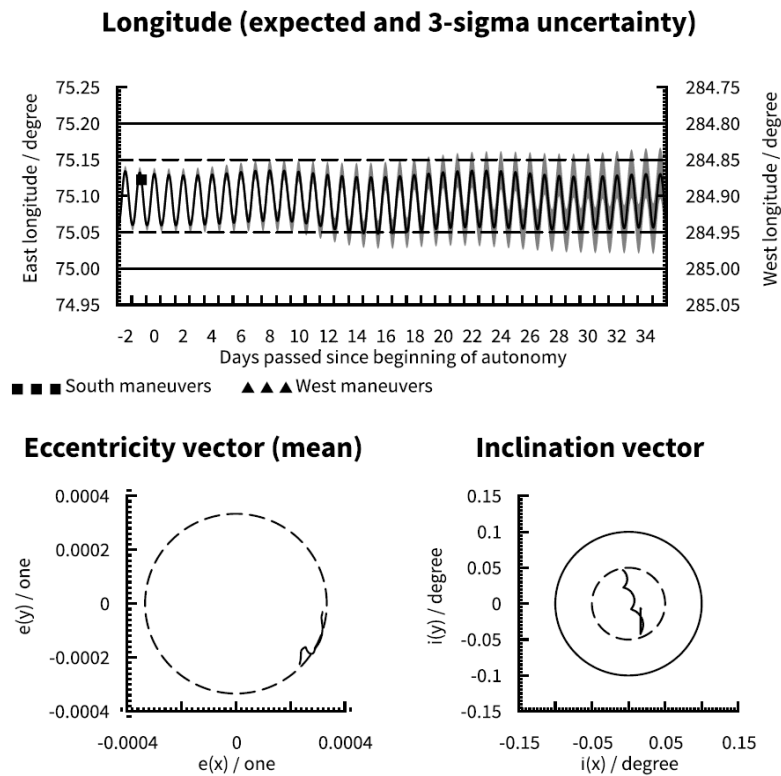 Longitude (expected and 3-sigma uncertainty)
75.25 284.75
75.20 284.80
75.15 284.85
75.10 284.90
75.05 284.95
75.00 285.00
74.95 285.05
East longitude / degree
West longitude / degree
-2 0 2 4 6 8 10 12 14 16 18 20 22 24 26 28 30 32 34
Days passed since beginning of autonomy
South maneuvers West maneuvers
Eccentricity vector (mean)
0.0004
0.0002
0
-0.0002
-0.0004
e(y) / one
-0.0004 0 0.0004
e(x) / one
Inclination vector
0.15
0.1
0.05
0
-0.05
-0.1
-0.15
i(y) / degree
-0.15 -0.05 0.05 0.15
i(x) / degree